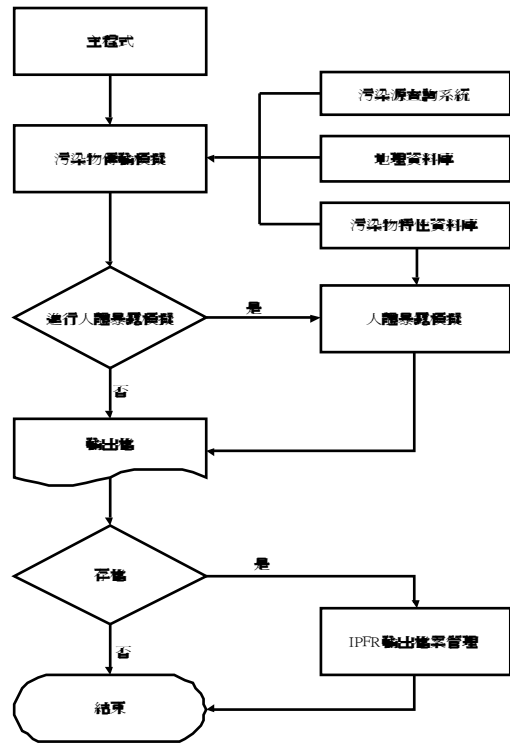 主程式
污染源查詢系統
污染物傳輸模擬
地理資料庫
污染物特性資料庫
進行人體暴露模擬
是
人體暴露模擬
否
輸出檔
存檔
是
IPFR輸出檔案管理
否
結束